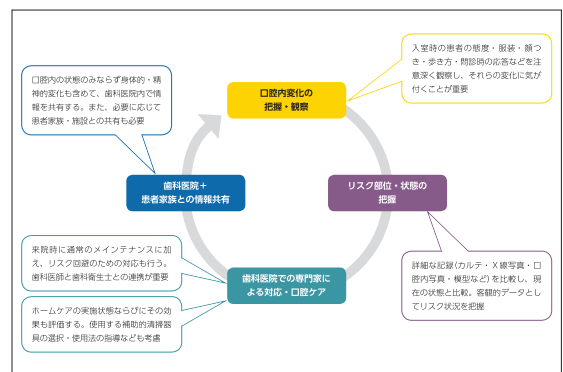 口腔内の状態のみならず身体的・精
神的変化も含めて、歯科医院内で情
報を共有する。また、必要に応じて
患者家族・施設との共有も必要
入室時の患者の態度・服装・顔つ
き・歩き方・問診時の応答などを注
意深く観察し、それらの変化に気が
付くことが重要
口腔内変化の
把握・観察
歯科医院＋
患者家族との情報共有
リスク部位・状態の
把握
来院時に通常のメインテナンスに加
え、リスク回避のための対応も行う。
歯科医師と歯科衛生士との連携が重要
歯科医院での専門家に
よる対応・口腔ケア
詳細な記録（カルテ・X線写真・口
腔内写真・模型など）を比較し、現
在の状態と比較。客観的データとし
てリスク状況を把握
ホームケアの実施状態ならびにその効
果も評価する。使用する補助的清掃器
具の選択・使用法の指導なども考慮